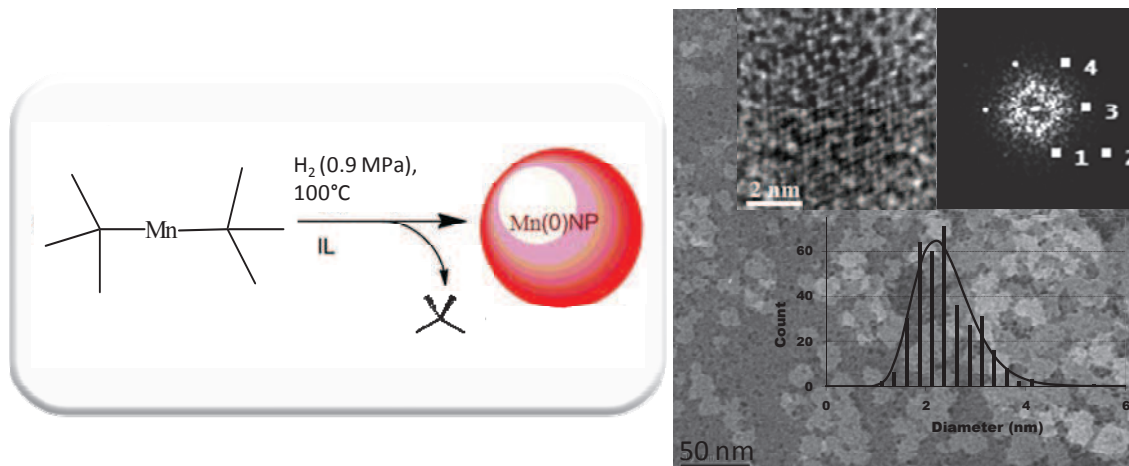 H₂ (0.9 MPa),
100°C
Mn
IL
Mn(0)NP
2 nm
4
3
1 2
60
40
20
0
Count
0 2 4 6
Diameter (nm)
50 nm